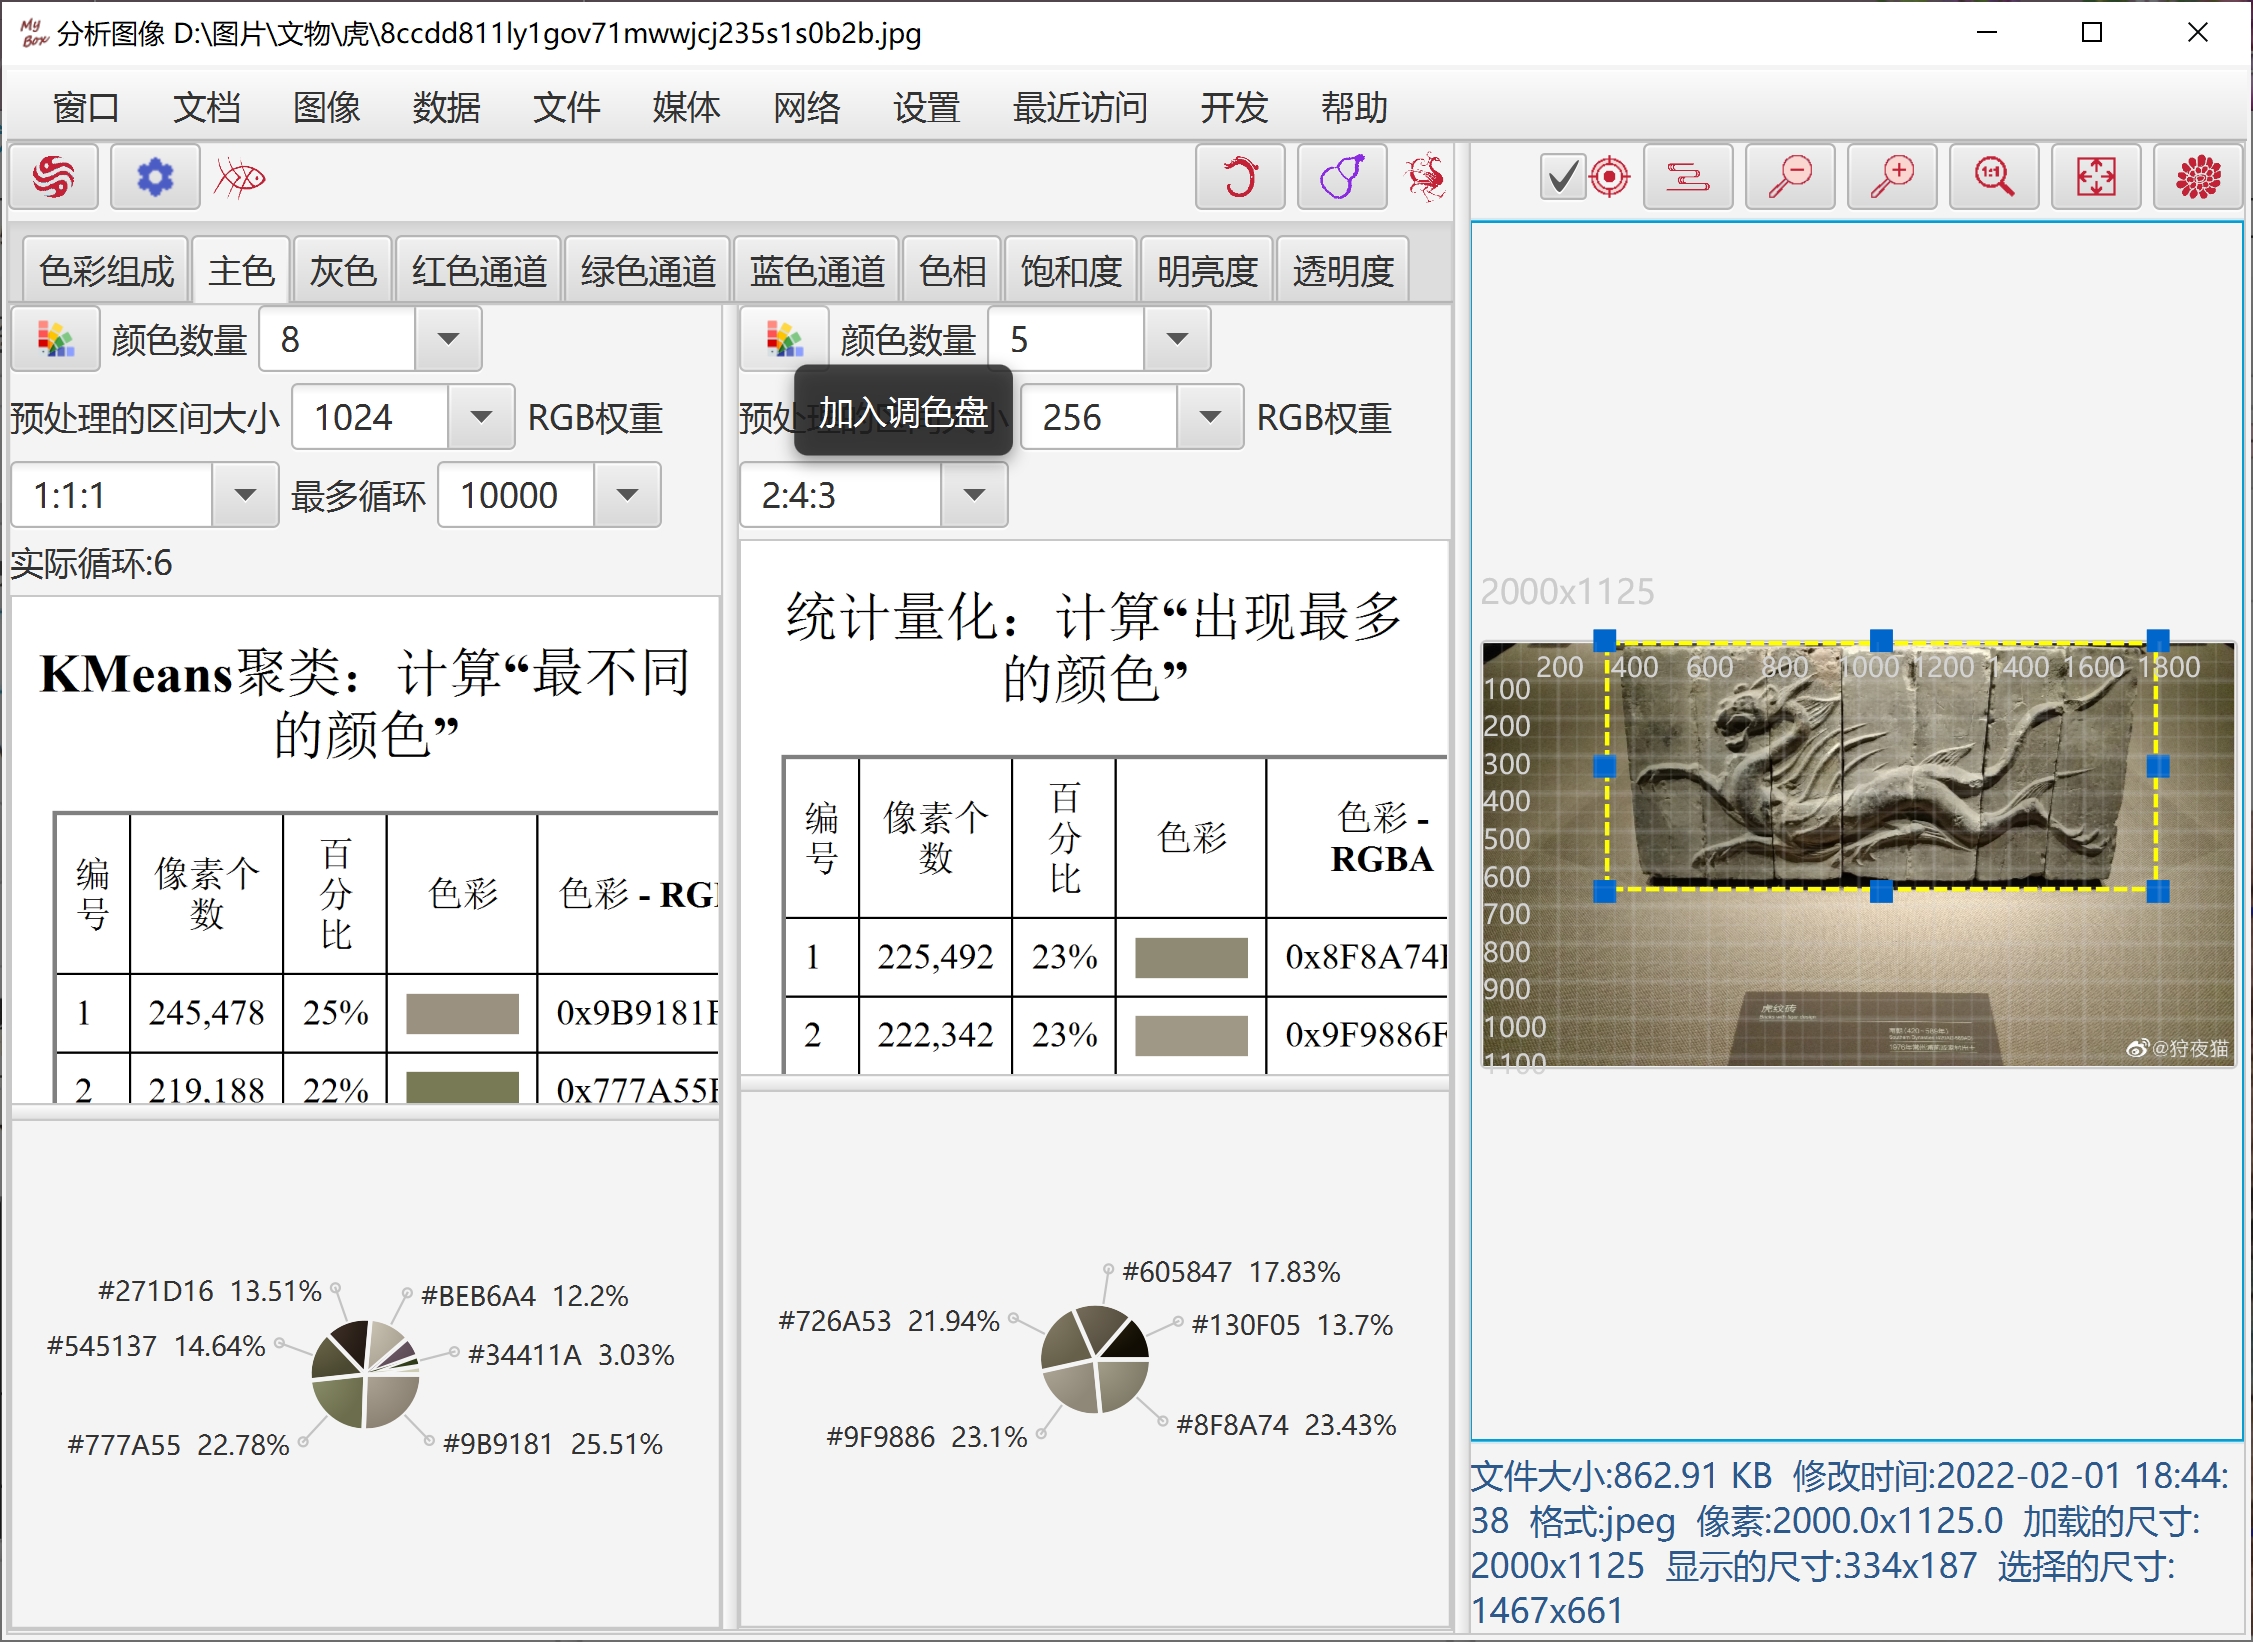 My Box 分析图像 D:\图片\文物\虎\8ccdd811ly1gov71mwwjcj235s1s0b2b.jpg
窗口 文档 图像 数据 文件 媒体 网络 设置 最近访问 开发 帮助
色彩组成 主色 灰色 红色通道 绿色通道 蓝色通道 色相 饱和度 明亮度 透明度
颜色数量 8
预处理的区间大小 1024 RGB权重
1:1:1 最多循环 10000
实际循环:6
KMeans聚类：计算“最不同
的颜色”
编号 像素个数 百分比 色彩 色彩 - RG
1 245,478 25% 0x9B9181F
2 219,188 22% 0x777A55F
#271D16 13.51%
#BEB6A4 12.2%
#545137 14.64%
#34411A 3.03%
#777A55 22.78%
#9B9181 25.51%
颜色数量 5
加入调色盘
256 RGB权重
2:4:3
统计量化：计算“出现最多
的颜色”
编号 像素个数 百分比 色彩 色彩 - RGBA
1 225,492 23% 0x8F8A74
2 222,342 23% 0x9F9886F
#605847 17.83%
#726A53 21.94%
#130F05 13.7%
#9F9886 23.1%
#8F8A74 23.43%
1:1
2000x1125
200 400 600 800 1000 1200 1400 1600 1800
100
200
300
400
500
600
700
800
900
1000
1100
虎纹砖
@狩夜猫
文件大小:862.91 KB 修改时间:2022-02-01 18:44:
38 格式:jpeg 像素:2000.0x1125.0 加载的尺寸:
2000x1125 显示的尺寸:334x187 选择的尺寸:
1467x661